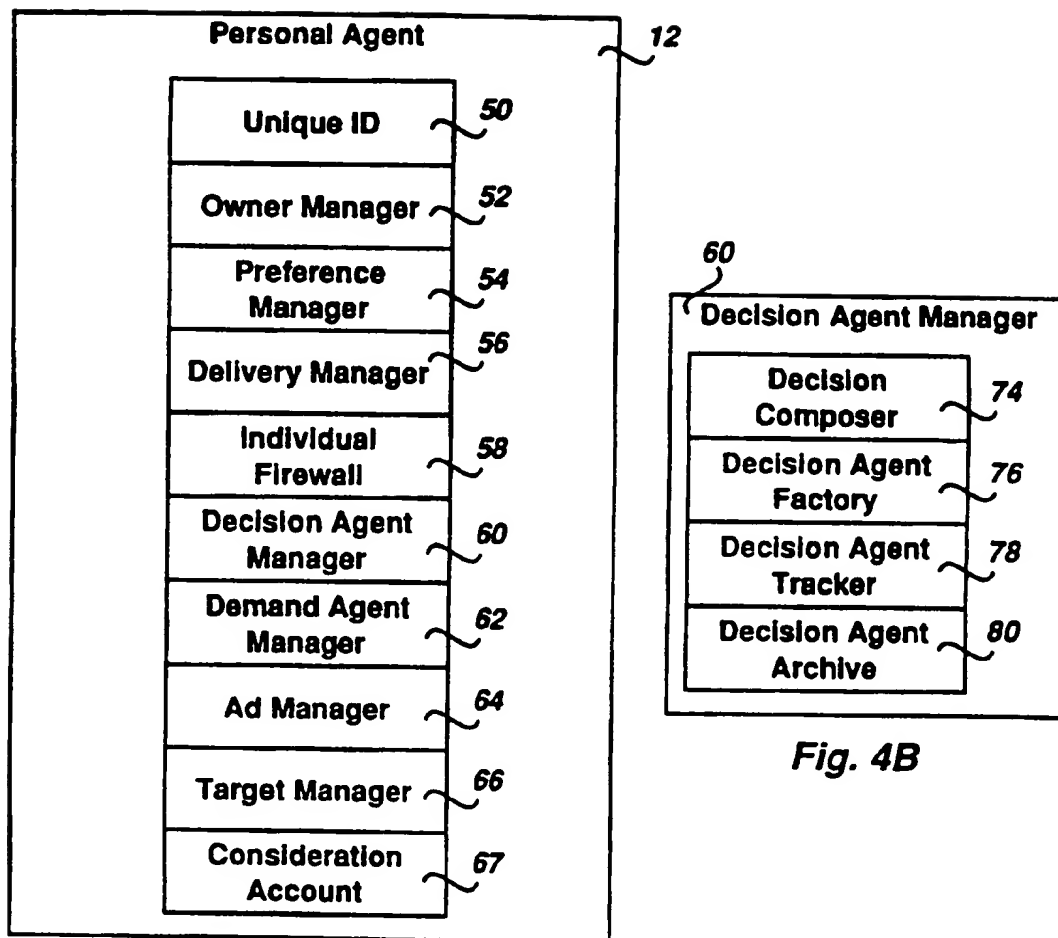 Personal Agent
12
Unique ID
50
Owner Manager
52
Preference
Manager
54
Delivery Manager
56
Individual
Firewall
58
Decision Agent
Manager
60
Demand Agent
Manager
62
Ad Manager
64
Target Manager
66
Consideration
Account
67
60
Decision Agent Manager
Decision
Composer
74
Decision Agent
Factory
76
Decision Agent
Tracker
78
Decision Agent
Archive
80
Fig. 4B